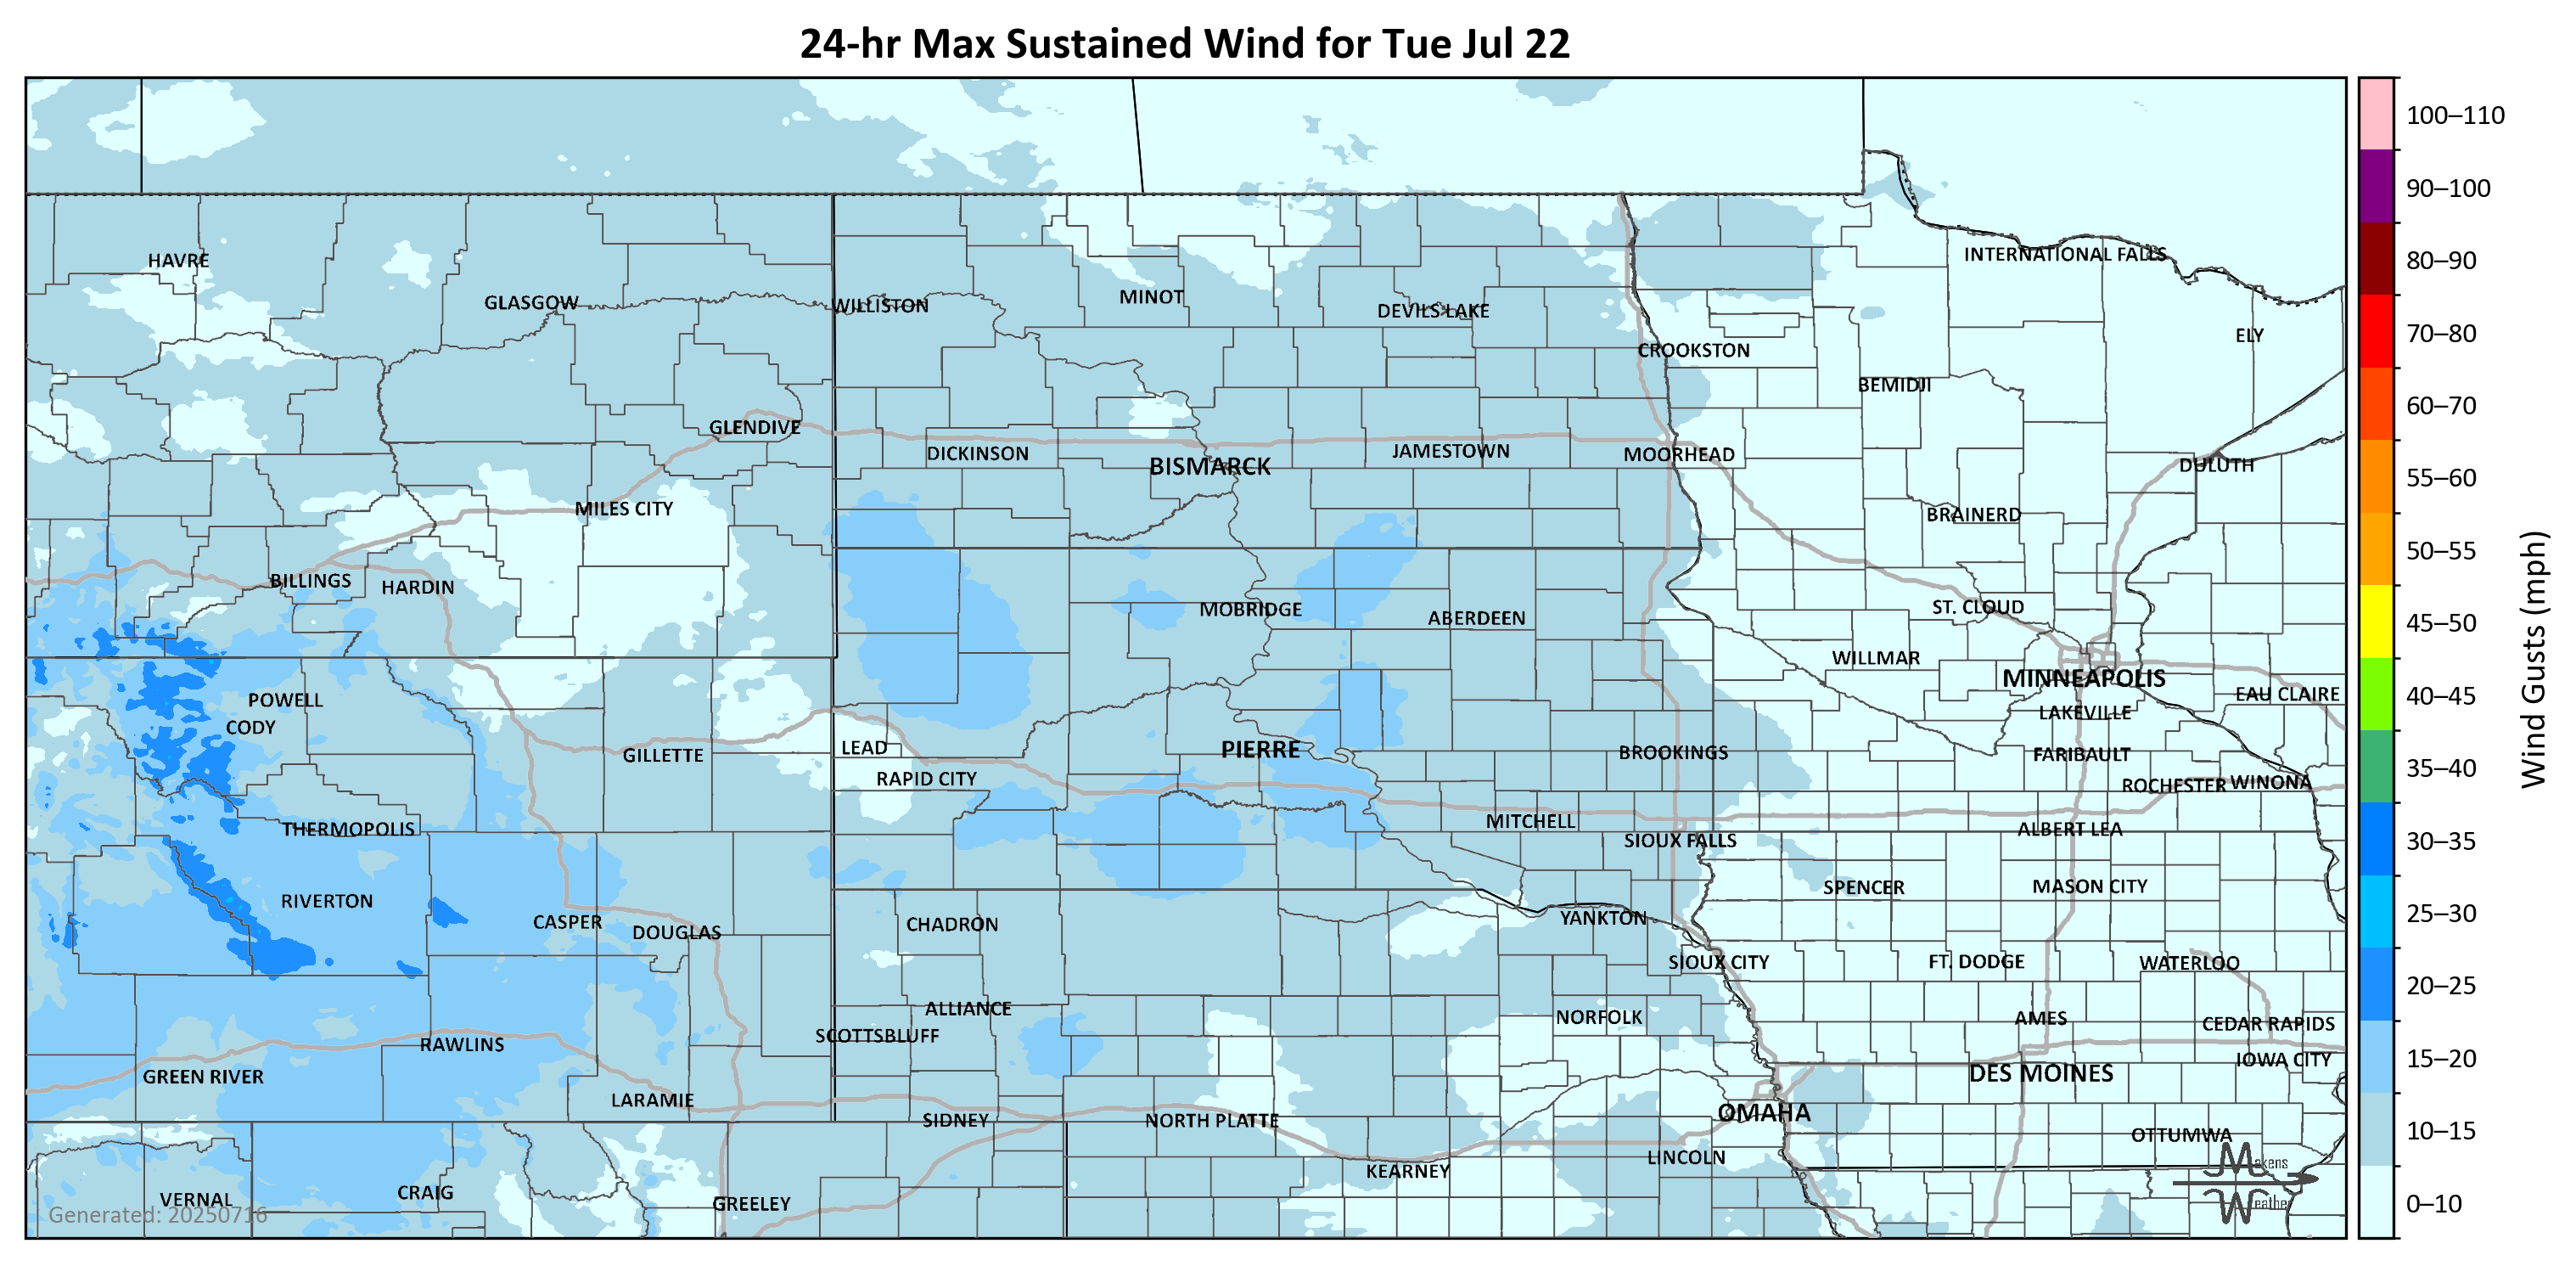 24-hr Max Sustained Wind for Tue Jul 22
100–110
90–100
80–90
70–80
60–70
55–60
50–55
45–50
40–45
35–40
30–35
25–30
20–25
15–20
10–15
0–10
Wind Gusts (mph)
HAVRE
GLASGOW
WILLISTON
MINOT
DEVILS LAKE
INTERNATIONAL FALLS
ELY
CROOKSTON
BEMIDJI
GLENDIVE
DICKINSON
BISMARCK
JAMESTOWN
MOORHEAD
DULUTH
MILES CITY
BRAINERD
BILLINGS
HARDIN
MOBRIDGE
ABERDEEN
ST. CLOUD
WILLMAR
MINNEAPOLIS
EAU CLAIRE
POWELL
CODY
LAKEVILLE
GILLETTE
LEAD
RAPID CITY
PIERRE
BROOKINGS
FARIBAULT
ROCHESTER
WINONA
THERMOPOLIS
MITCHELL
SIOUX FALLS
ALBERT LEA
RIVERTON
SPENCER
MASON CITY
CASPER
DOUGLAS
CHADRON
YANKTON
SIOUX CITY
FT. DODGE
WATERLOO
ALLIANCE
SCOTTSBLUFF
NORFOLK
AMES
CEDAR RAPIDS
RAWLINS
IOWA CITY
GREEN RIVER
DES MOINES
LARAMIE
SIDNEY
NORTH PLATTE
OMAHA
OTTUMWA
KEARNEY
LINCOLN
VERNAL
CRAIG
GREELEY
Generated: 20250716
Makens
Weather